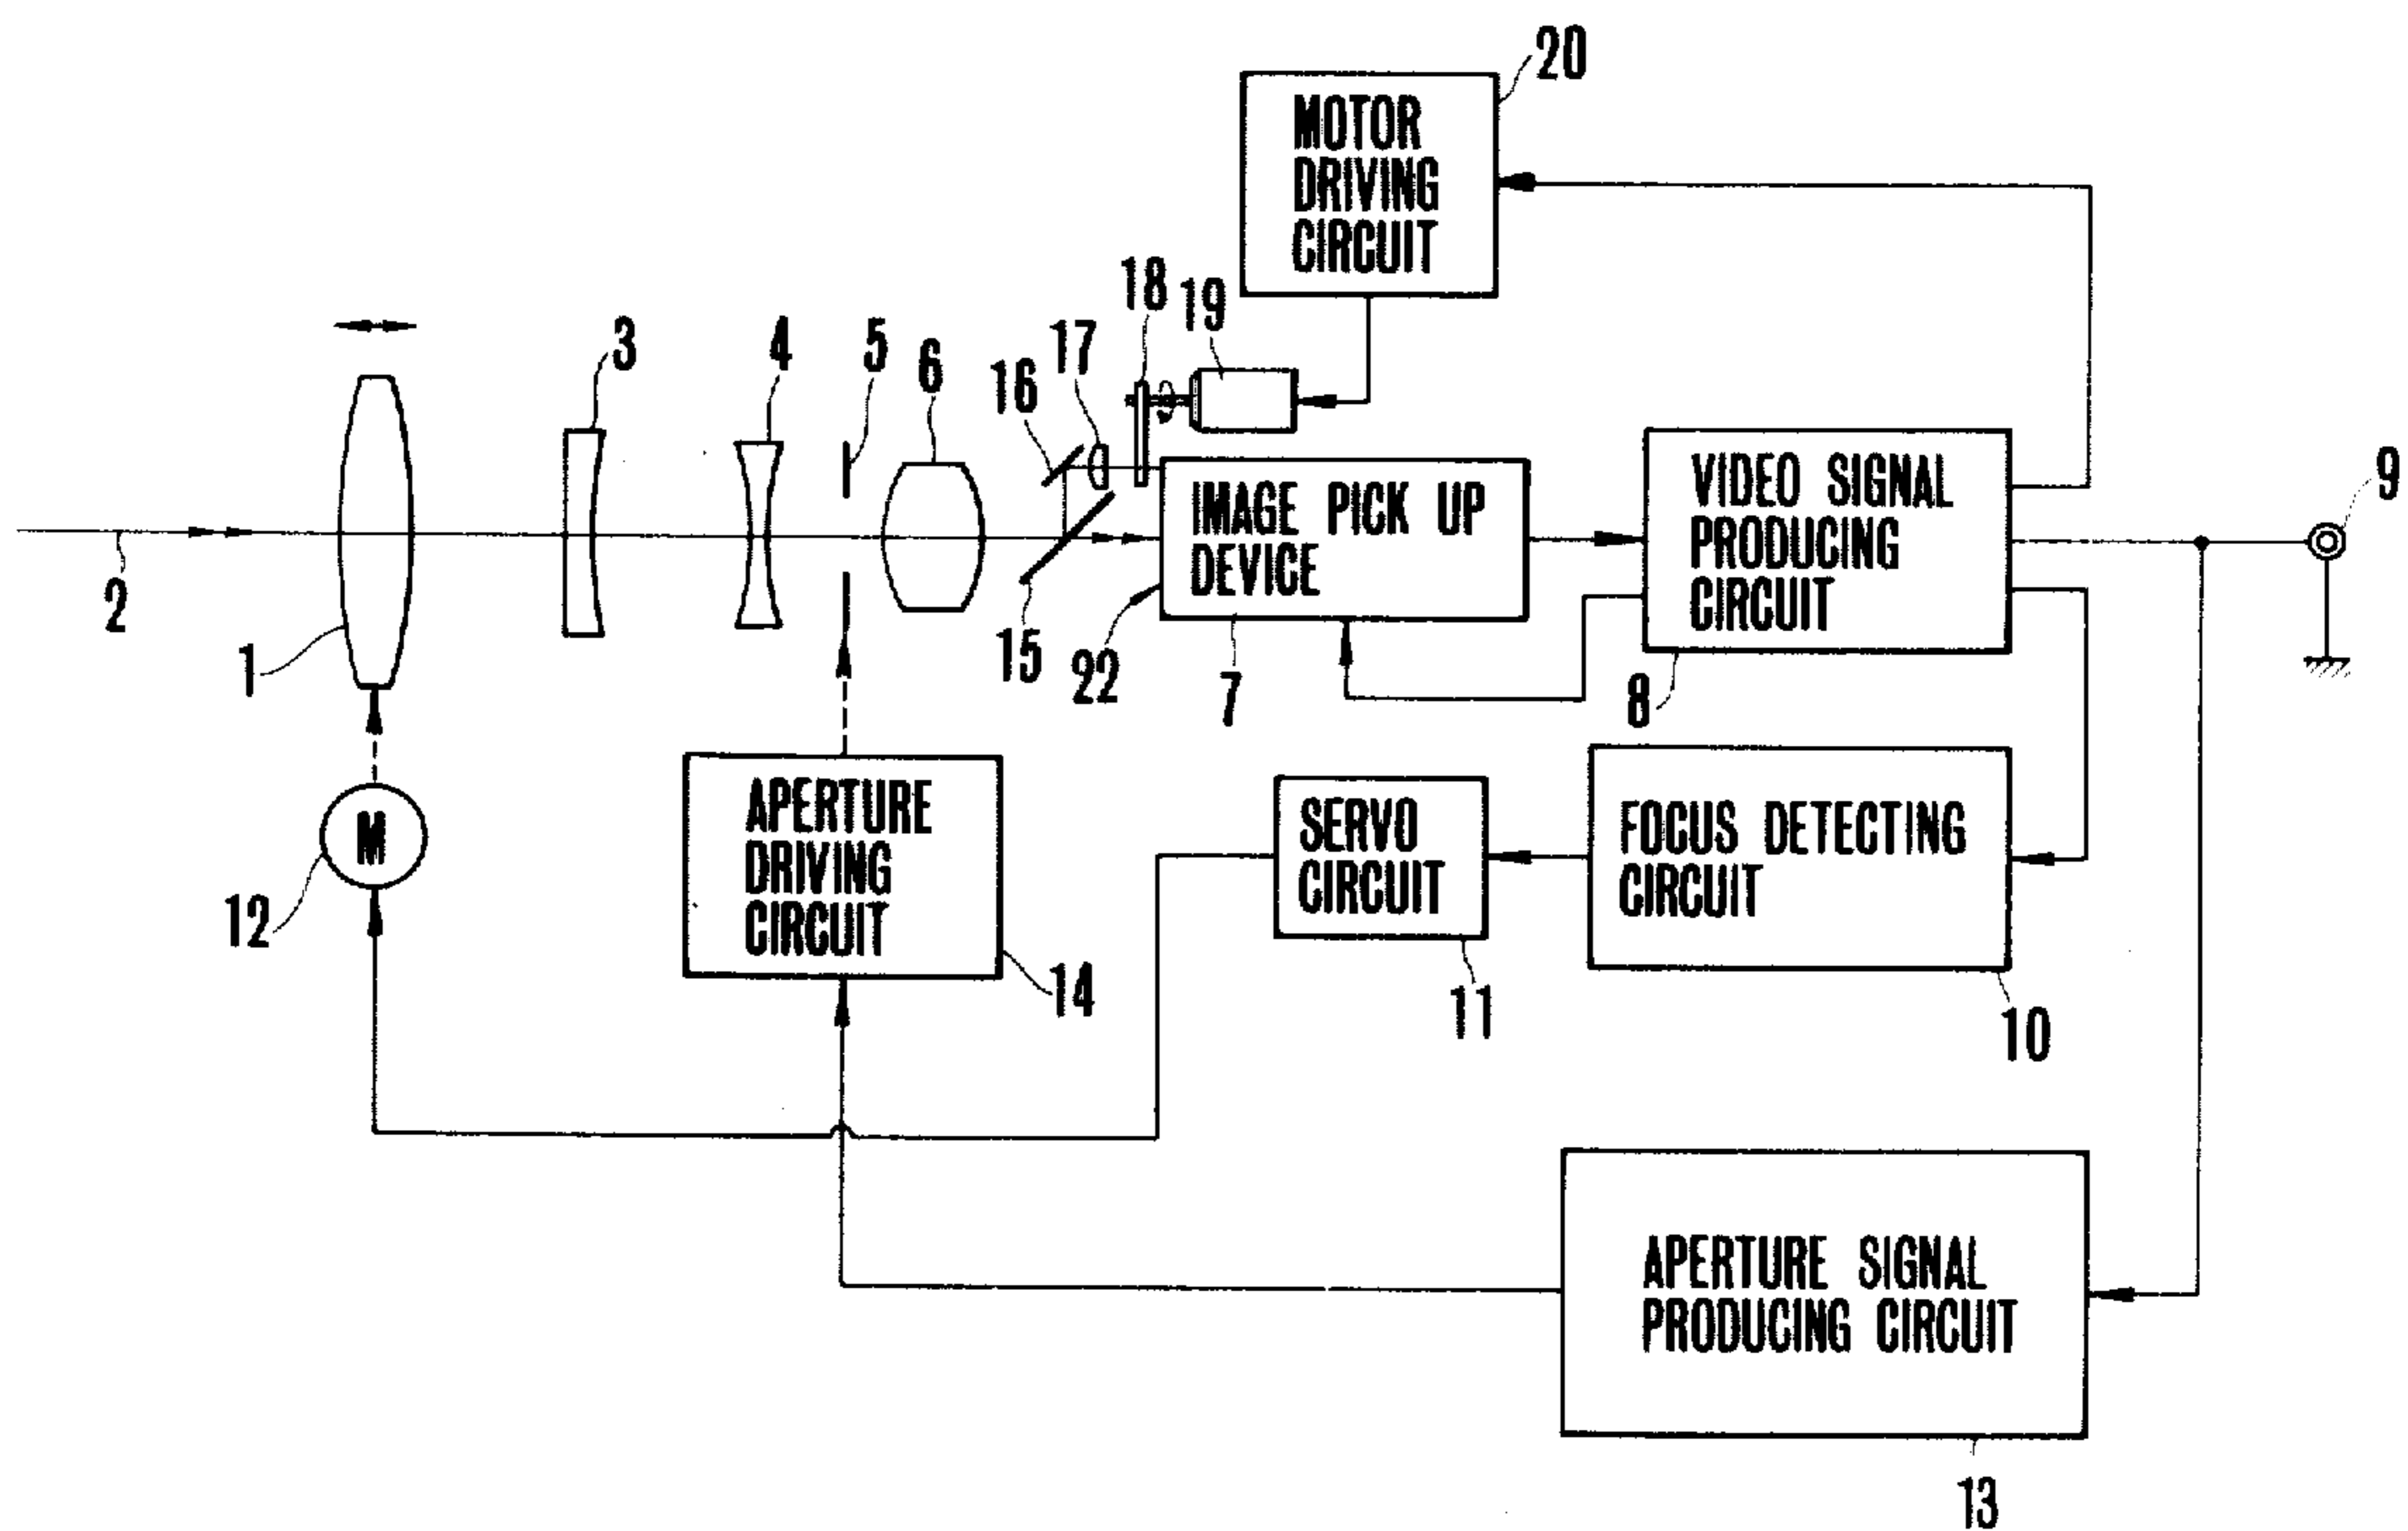 20
MOTOR
DRIVING
CIRCUIT
18
19
3
4
5
6
16
17
9
IMAGE PICK UP
DEVICE
VIDEO SIGNAL
PRODUCING
CIRCUIT
2
1
15
22
7
8
M
12
APERTURE
DRIVING
CIRCUIT
14
SERVO
CIRCUIT
11
FOCUS DETECTING
CIRCUIT
10
APERTURE SIGNAL
PRODUCING CIRCUIT
13